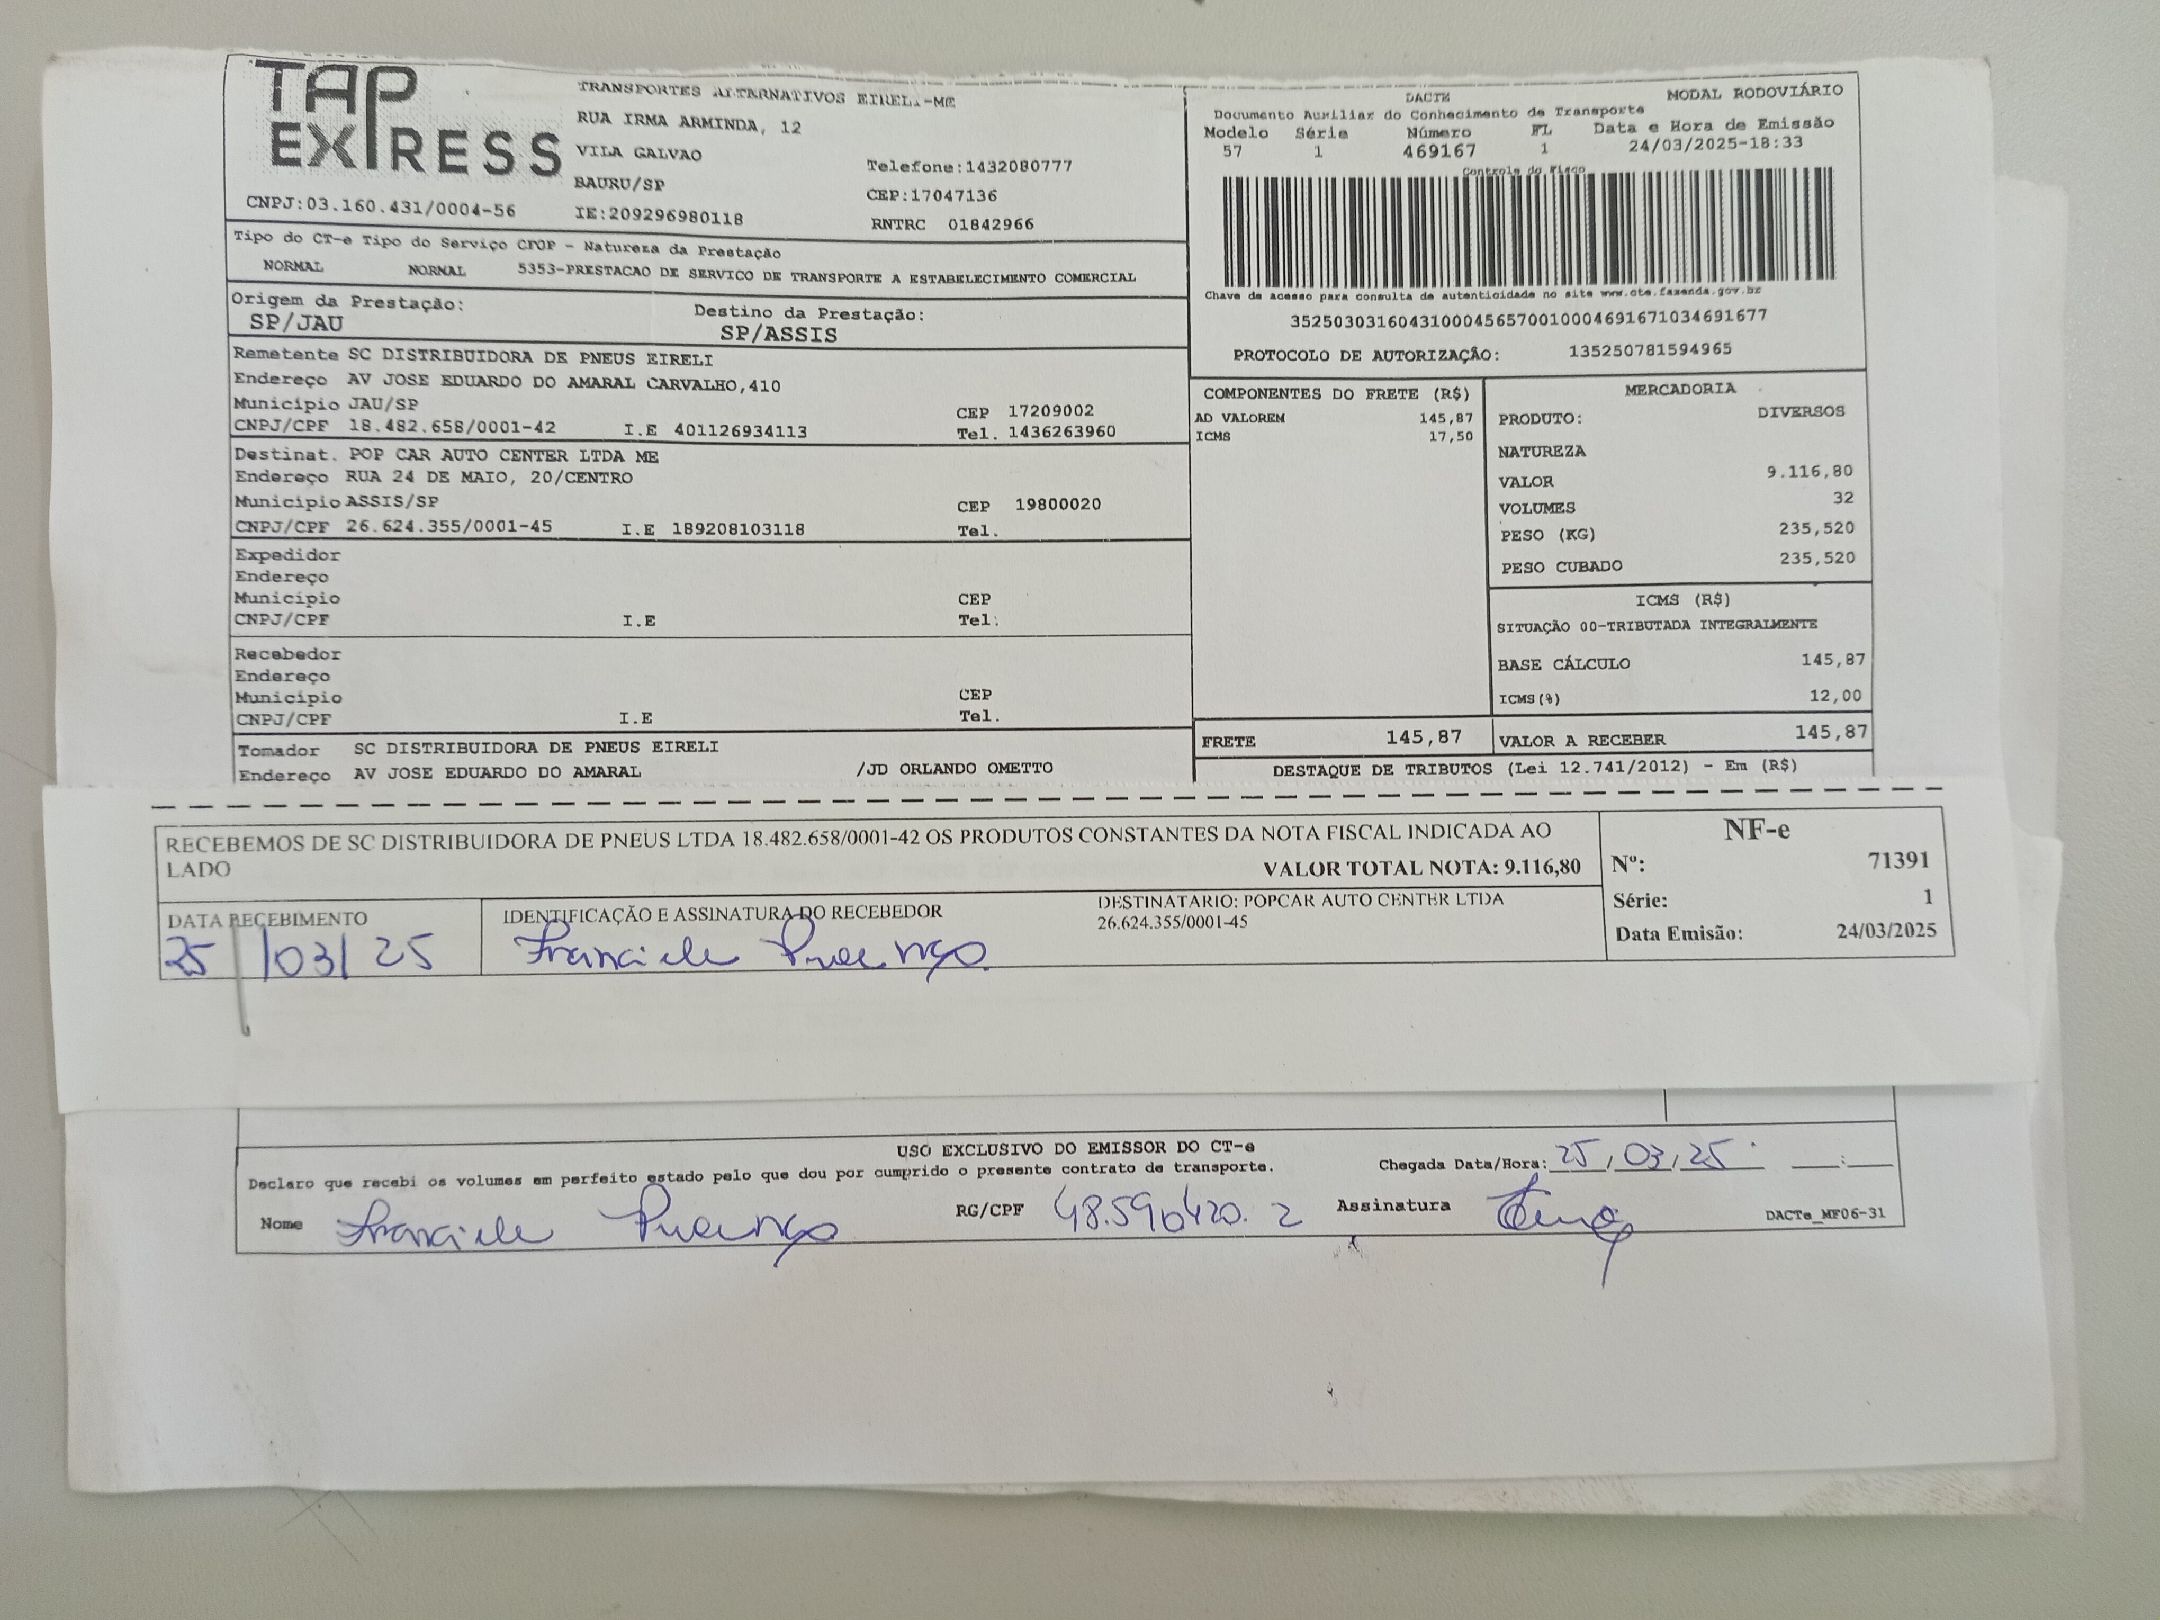 TAP EXPRESS
CNPJ:03.160.431/0004-56
TRANSPORTES ALTERNATIVOS EIRELI-ME
RUA IRMA ARMINDA, 12
VILA GALVAO
BAURU/SP
IE:209296980118
Telefone:1432080777
CEP:17047136
RNTRC 01842966
DACTE MODAL RODOVIÁRIO
Documento Auxiliar do Conhecimento de Transporte
Modelo Série Número FL Data e Hora de Emissão
57 1 469167 1 24/03/2025-18:33
Controle do Fisco
Chave de acesso para consulta de autenticidade no site www.cte.fazenda.gov.br
35250303160431000456570010004691671034691677
PROTOCOLO DE AUTORIZAÇÃO: 135250781594965
Tipo do CT-e Tipo do Serviço CFOP - Natureza da Prestação
NORMAL NORMAL 5353-PRESTACAO DE SERVICO DE TRANSPORTE A ESTABELECIMENTO COMERCIAL
Origem da Prestação: Destino da Prestação:
SP/JAU SP/ASSIS
Remetente SC DISTRIBUIDORA DE PNEUS EIRELI
Endereço AV JOSE EDUARDO DO AMARAL CARVALHO,410
Município JAU/SP CEP 17209002
CNPJ/CPF 18.482.658/0001-42 I.E 401126934113 Tel. 1436263960
Destinat. POP CAR AUTO CENTER LTDA ME
Endereço RUA 24 DE MAIO, 20/CENTRO
Município ASSIS/SP CEP 19800020
CNPJ/CPF 26.624.355/0001-45 I.E 189208103118 Tel.
Expedidor
Endereço
Município CEP
CNPJ/CPF I.E Tel.
Recebedor
Endereço
Município CEP
CNPJ/CPF I.E Tel.
Tomador SC DISTRIBUIDORA DE PNEUS EIRELI
Endereço AV JOSE EDUARDO DO AMARAL /JD ORLANDO OMETTO
COMPONENTES DO FRETE (R$)
AD VALOREM 145,87
ICMS 17,50
MERCADORIA
PRODUTO: DIVERSOS
NATUREZA
VALOR 9.116,80
VOLUMES 32
PESO (KG) 235,520
PESO CUBADO 235,520
ICMS (R$)
SITUAÇÃO 00-TRIBUTADA INTEGRALMENTE
BASE CÁLCULO 145,87
ICMS(%) 12,00
FRETE 145,87 VALOR A RECEBER 145,87
DESTAQUE DE TRIBUTOS (Lei 12.741/2012) - Em (R$)
RECEBEMOS DE SC DISTRIBUIDORA DE PNEUS LTDA 18.482.658/0001-42 OS PRODUTOS CONSTANTES DA NOTA FISCAL INDICADA AO
LADO VALOR TOTAL NOTA: 9.116,80
DATA RECEBIMENTO IDENTIFICAÇÃO E ASSINATURA DO RECEBEDOR DESTINATÁRIO: POPCAR AUTO CENTER LTDA
26.624.355/0001-45
25/03/25 Franciele
NF-e
Nº: 71391
Série: 1
Data Emisão: 24/03/2025
USO EXCLUSIVO DO EMISSOR DO CT-e
Declaro que recebi os volumes em perfeito estado pelo que dou por cumprido o presente contrato de transporte. Chegada Data/Hora: 25/03/25 __:__
Nome Franciele RG/CPF 48.590420.2 Assinatura
DACTe_MF06-31